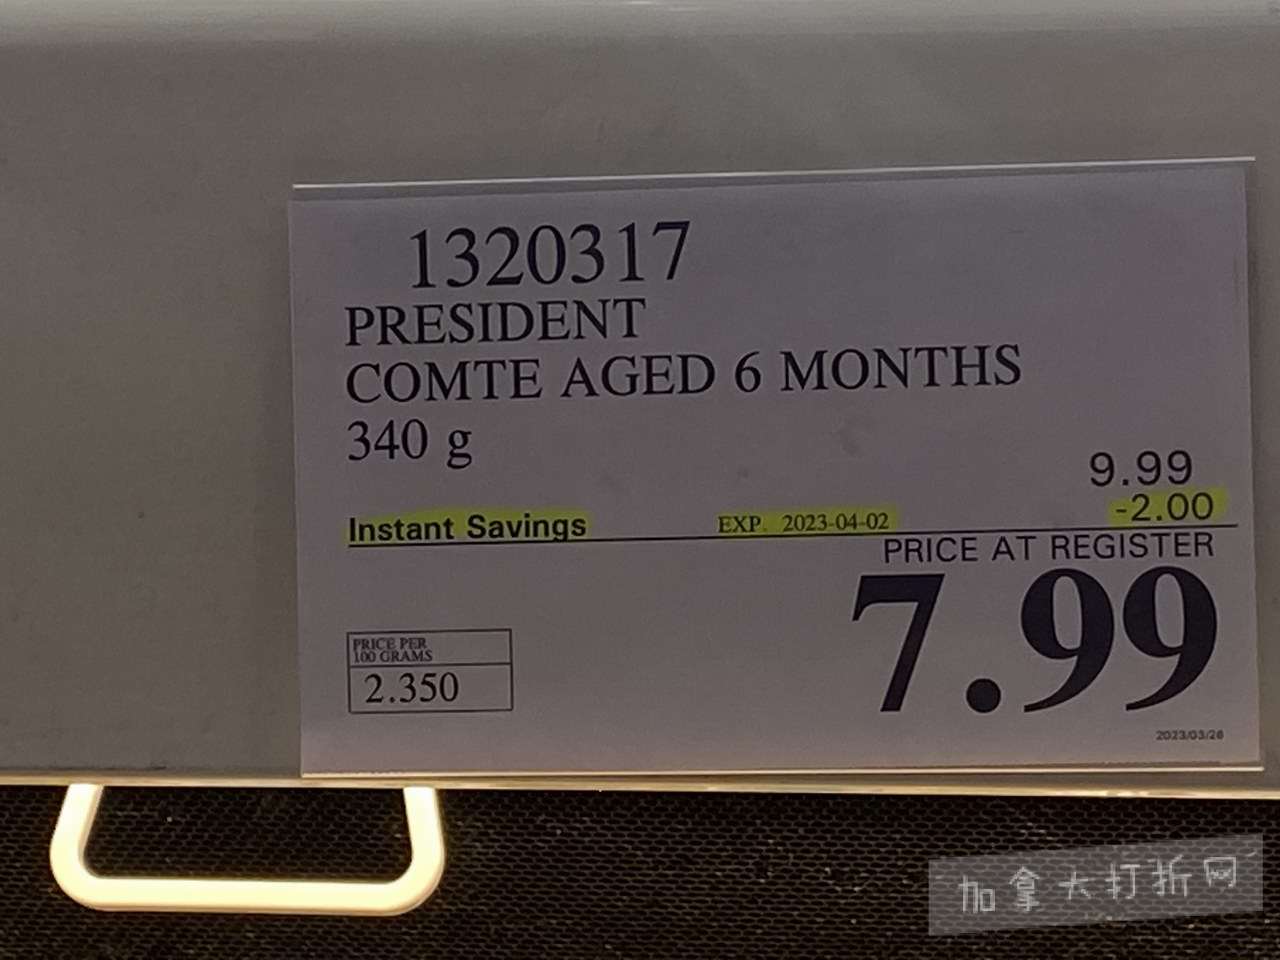 1320317
PRESIDENT
COMTE AGED 6 MONTHS
340 g
9.99
Instant Savings EXP. 2023-04-02 -2.00
PRICE AT REGISTER
7.99
PRICE PER
100 GRAMS
2.350
2023/03/26
加拿大打折网